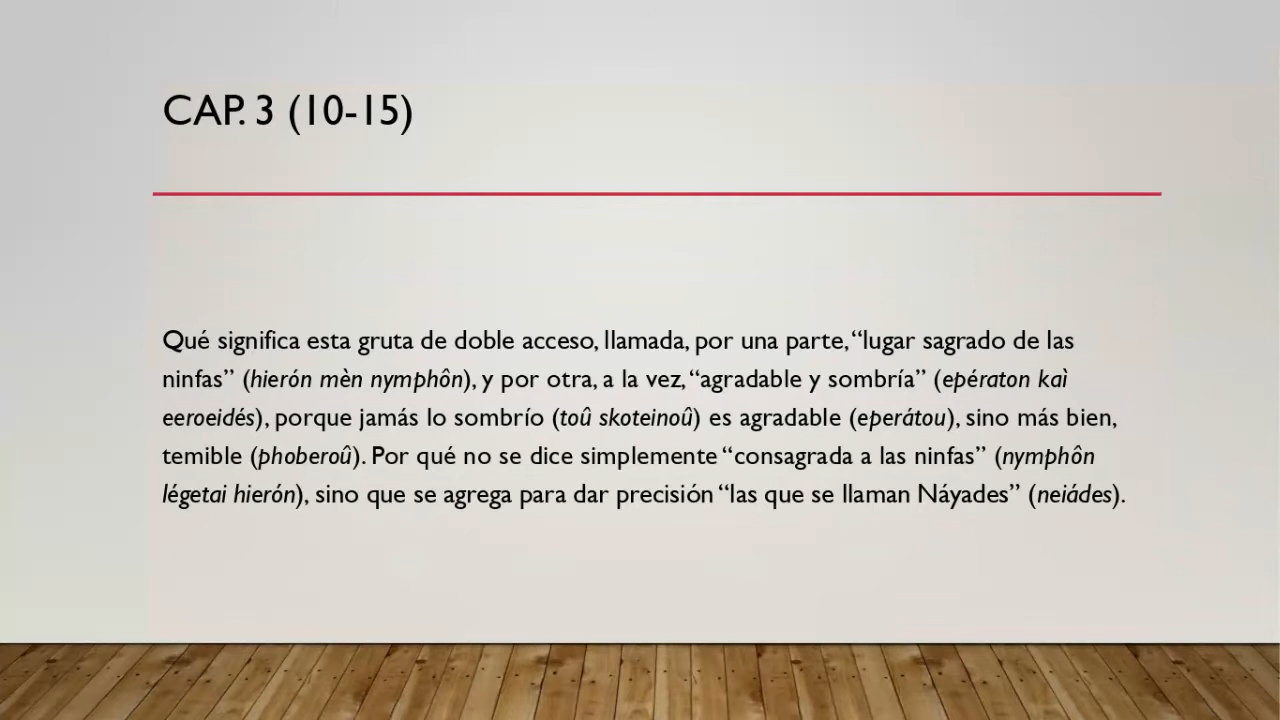 CAP. 3 (10-15)
Qué significa esta gruta de doble acceso, llamada, por una parte, “lugar sagrado de las
ninfas” (hierón mèn nymphôn), y por otra, a la vez, “agradable y sombría” (epératon kaì
eeroeidés), porque jamás lo sombrío (toû skoteinoû) es agradable (eperátou), sino más bien,
temible (phoberoû). Por qué no se dice simplemente “consagrada a las ninfas” (nymphôn
légetai hierón), sino que se agrega para dar precisión “las que se llaman Náyades” (neiádes).